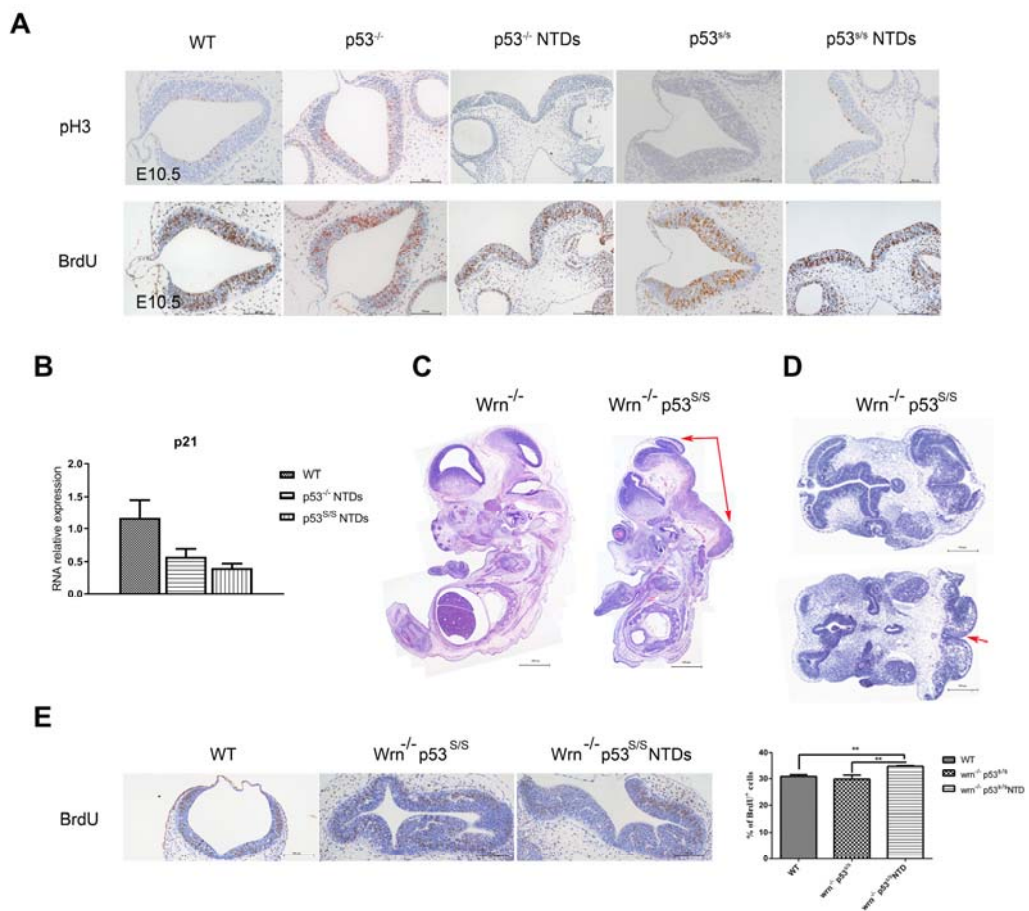 A
WT p53-/- p53-/- NTDs p53s/s p53s/s NTDs
pH3
E10.5
BrdU
E10.5
B
p21
RNA relative expression
2.0
1.5
1.0
0.5
0.0
WT
p53-/- NTDs
p53S/S NTDs
C
Wrn-/- Wrn-/- p53S/S
D
Wrn-/- p53S/S
E
WT Wrn-/- p53 S/S Wrn-/- p53S/S NTDs
BrdU
% of BrdU+ cells
40
30
20
10
0
**
**
WT
wrn-/- p53s/s
wrn-/- p53s/sNTD
WT
wrn-/- p53s/s
wrn-/- p53s/sNTD